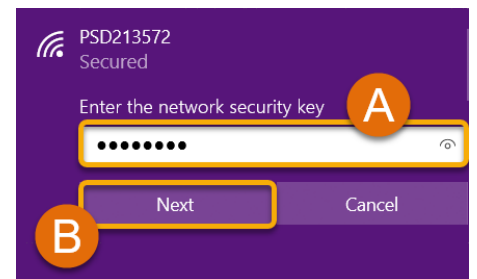 PSD213572
Secured
Enter the network security key
A
••••••••
Next
Cancel
B